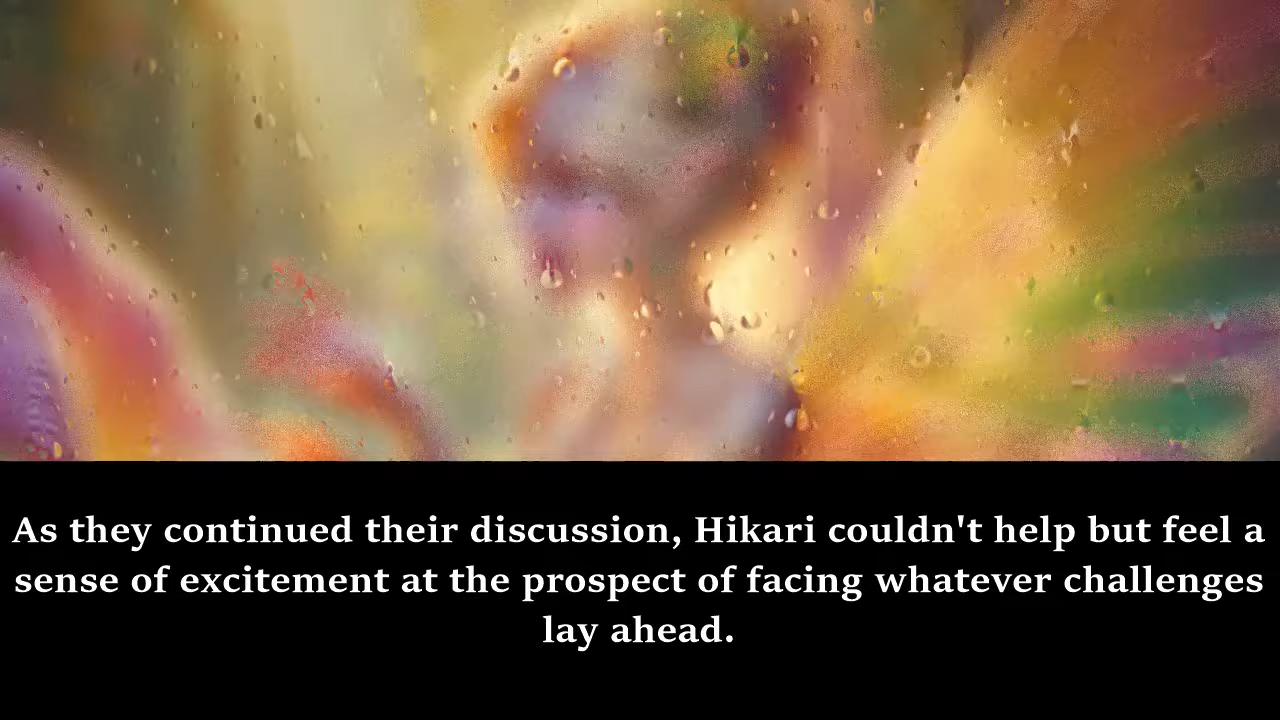 As they continued their discussion, Hikari couldn't help but feel a
sense of excitement at the prospect of facing whatever challenges
lay ahead.